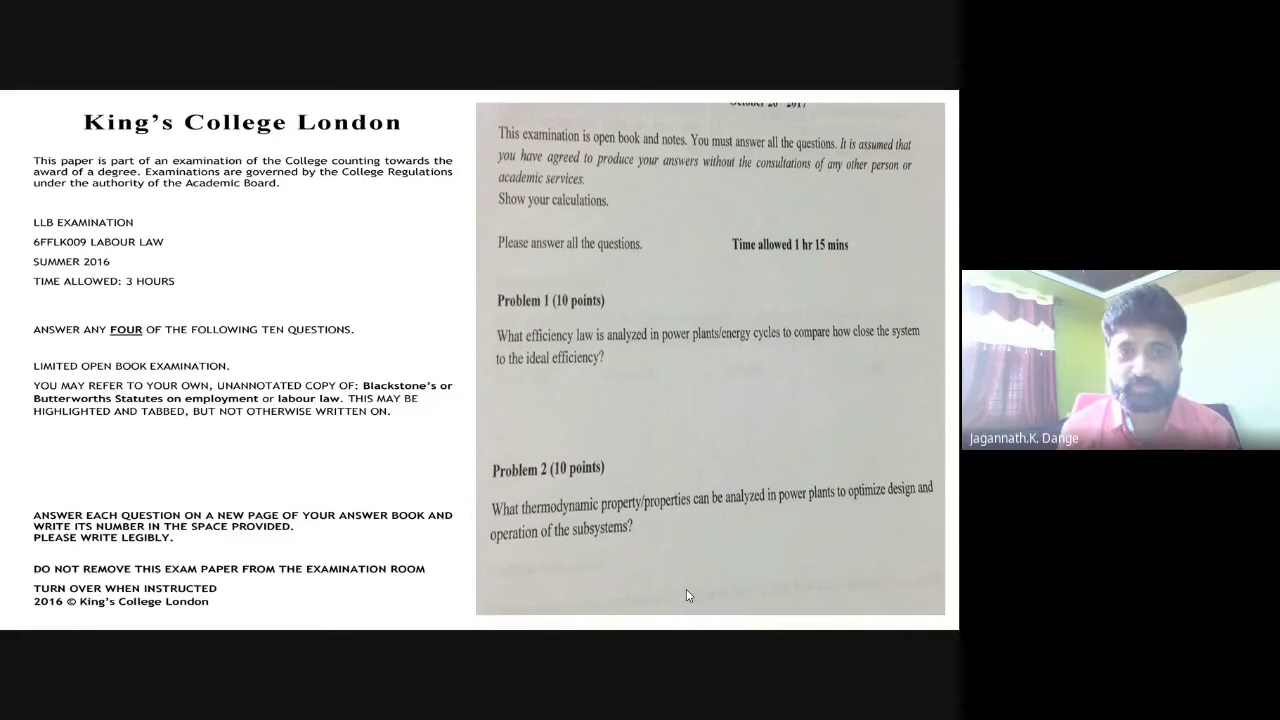 King's College London
This paper is part of an examination of the College counting towards the
award of a degree. Examinations are governed by the College Regulations
under the authority of the Academic Board.
LLB EXAMINATION
6FFLK009 LABOUR LAW
SUMMER 2016
TIME ALLOWED: 3 HOURS
ANSWER ANY FOUR OF THE FOLLOWING TEN QUESTIONS.
LIMITED OPEN BOOK EXAMINATION.
YOU MAY REFER TO YOUR OWN, UNANNOTATED COPY OF: Blackstone's or
Butterworths Statutes on employment or labour law. THIS MAY BE
HIGHLIGHTED AND TABBED, BUT NOT OTHERWISE WRITTEN ON.
ANSWER EACH QUESTION ON A NEW PAGE OF YOUR ANSWER BOOK AND
WRITE ITS NUMBER IN THE SPACE PROVIDED.
PLEASE WRITE LEGIBLY.
DO NOT REMOVE THIS EXAM PAPER FROM THE EXAMINATION ROOM
TURN OVER WHEN INSTRUCTED
2016 © King's College London
This examination is open book and notes. You must answer all the questions. It is assumed that
you have agreed to produce your answers without the consultations of any other person or
academic services.
Show your calculations.
Please answer all the questions. Time allowed 1 hr 15 mins
Problem 1 (10 points)
What efficiency law is analyzed in power plants/energy cycles to compare how close the system
to the ideal efficiency?
Problem 2 (10 points)
What thermodynamic property/properties can be analyzed in power plants to optimize design and
operation of the subsystems?
Jagannath.K. Dange